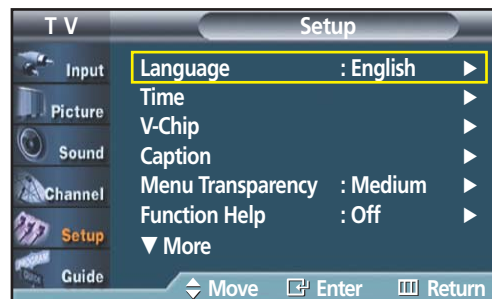 T V
Setup
Input
Picture
Sound
Channel
Setup
Guide
Language : English ▶
Time ▶
V-Chip ▶
Caption ▶
Menu Transparency : Medium ▶
Function Help : Off ▶
▼ More
Move Enter Return